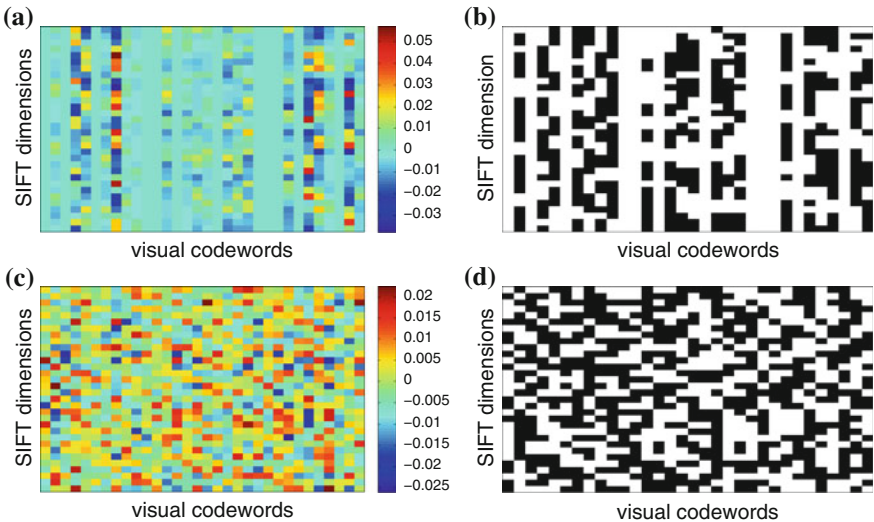 (a)
SIFT dimensions
visual codewords
0.05
0.04
0.03
0.02
0.01
0
−0.01
−0.02
−0.03
(b)
SIFT dimension
visual codewords
(c)
SIFT dimensions
visual codewords
0.02
0.015
0.01
0.005
0
−0.005
−0.01
−0.015
−0.02
−0.025
(d)
SIFT dimensions
visual codewords